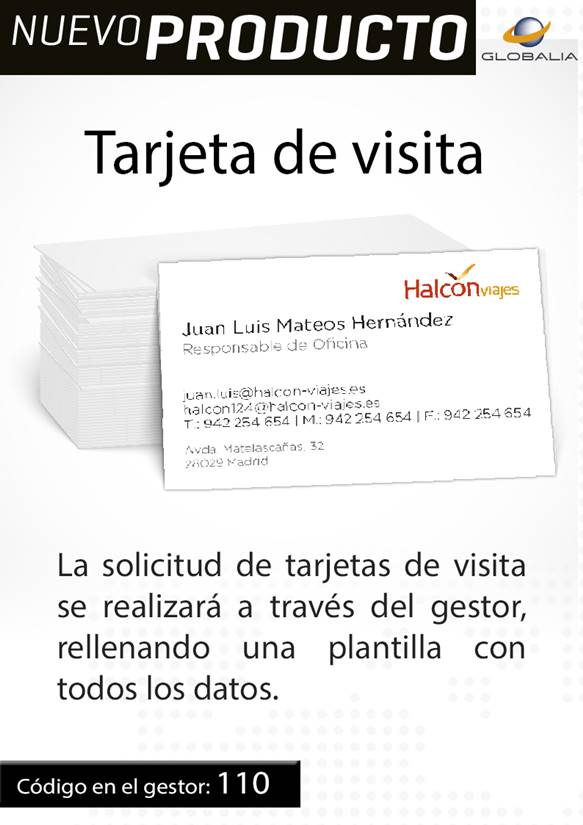 NUEVO PRODUCTO
GLOBALIA
Tarjeta de visita
Halcón viajes
Juan Luis Mateos Hernández
Responsable de Oficina
juan.luis@halcon-viajes.es
halcon124@halcon-viajes.es
T.: 942 254 654 | M.: 942 254 654 | F.: 942 254 654
Avda. Matalascañas, 32
28029 Madrid
La solicitud de tarjetas de visita
se realizará a través del gestor,
rellenando una plantilla con
todos los datos.
Código en el gestor: 110